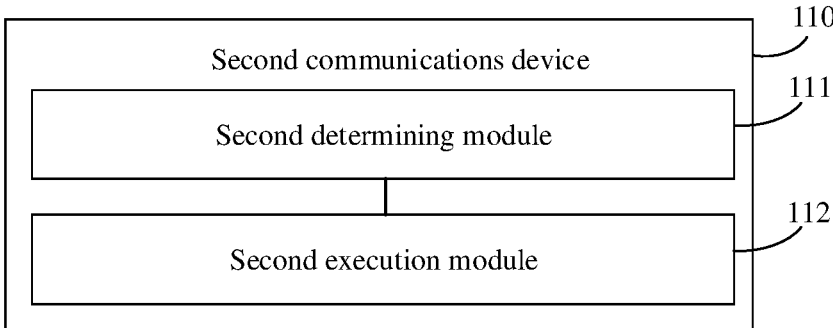 110
Second communications device
111
Second determining module
112
Second execution module